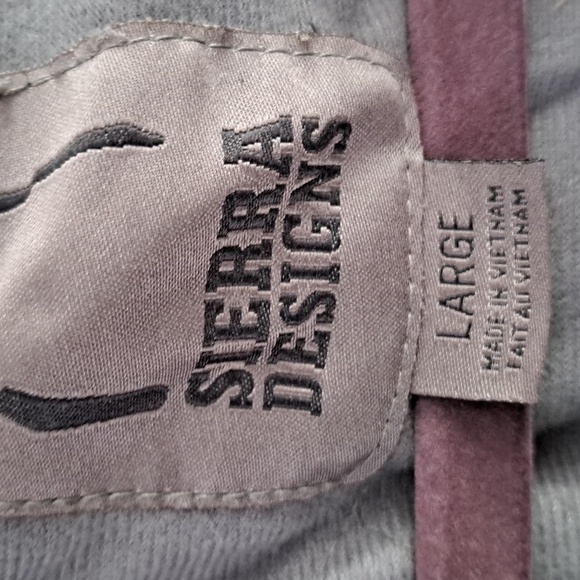 SIERRA
DESIGNS
LARGE
MADE IN VIETNAM
FAIT AU VIETNAM